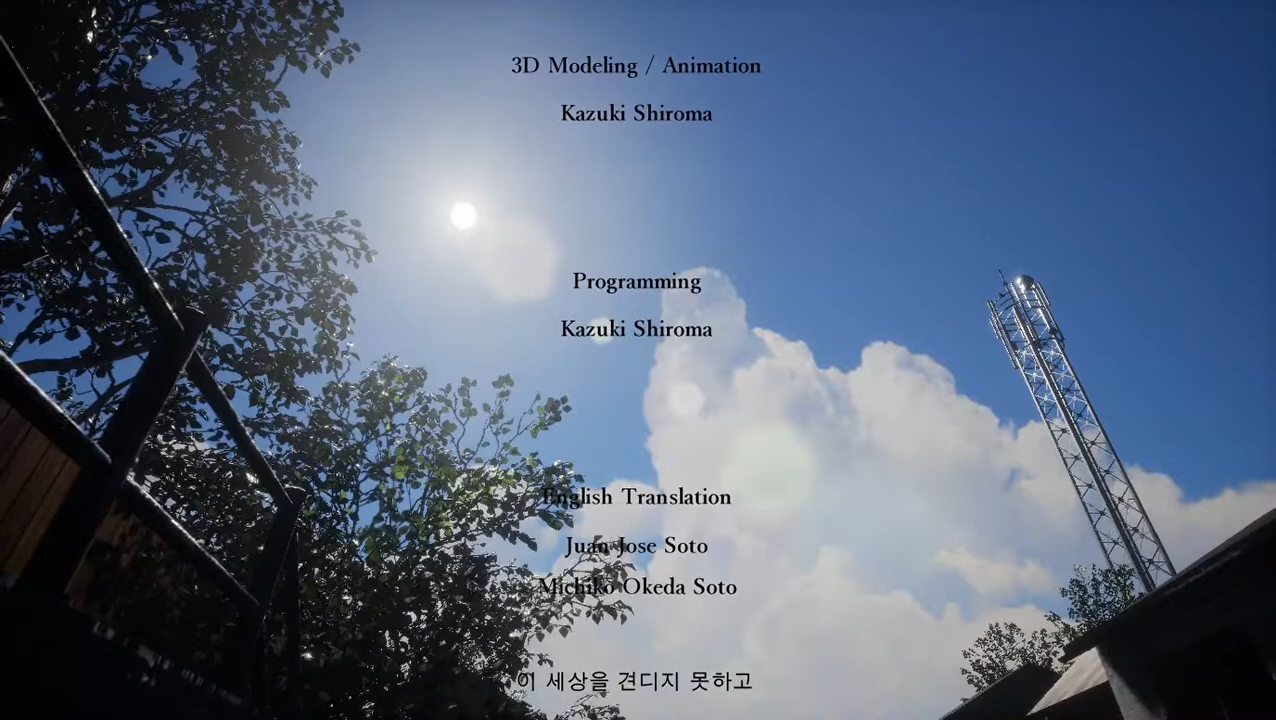 3D Modeling / Animation
Kazuki Shiroma
Programming
Kazuki Shiroma
English Translation
Juan Jose Soto
Michiko Okeda Soto
이 세상을 견디지 못하고